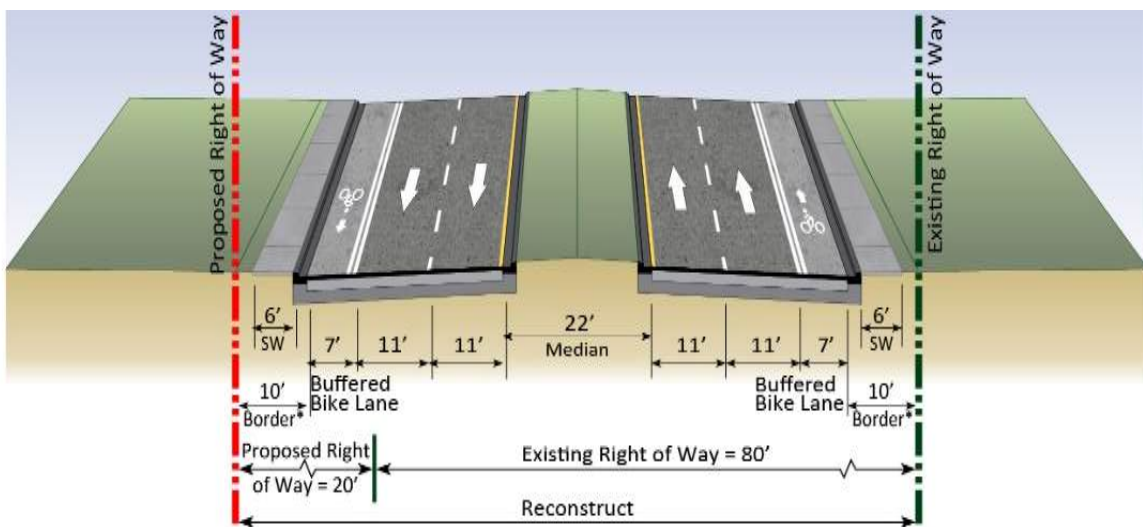 Proposed Right of Way
Existing Right of Way
6’
SW
7’
11’
11’
22’
Median
11’
11’
7’
6’
SW
Buffered
Bike Lane
Buffered
Bike Lane
10’
Border*
10’
Border*
Proposed Right
of Way = 20’
Existing Right of Way = 80’
Reconstruct